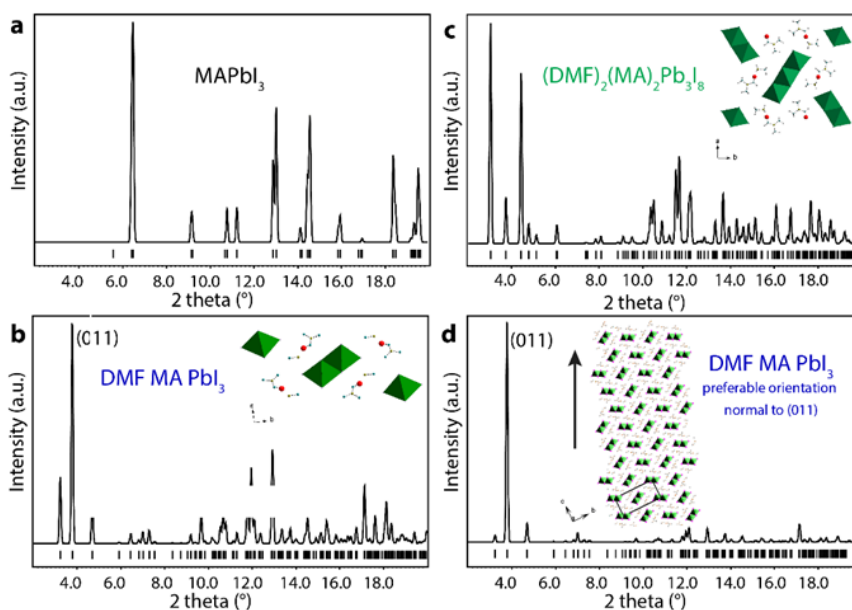 a
MAPbI3
Intensity (a.u.)
4.0 6.0 8.0 10.0 12.0 14.0 16.0 18.0
2 theta (°)
c
(DMF)2(MA)2Pb3I8
a
b
Intensity (a.u.)
4.0 6.0 8.0 10.0 12.0 14.0 16.0 18.0
2 theta (°)
b
(011)
DMF MA PbI3
a
b
Intensity (a.u.)
4.0 6.0 8.0 10.0 12.0 14.0 16.0 18.0
2 theta (°)
d
(011)
DMF MA PbI3
preferable orientation
normal to (011)
c
b
Intensity (a.u.)
4.0 6.0 8.0 10.0 12.0 14.0 16.0 18.0
2 theta (°)